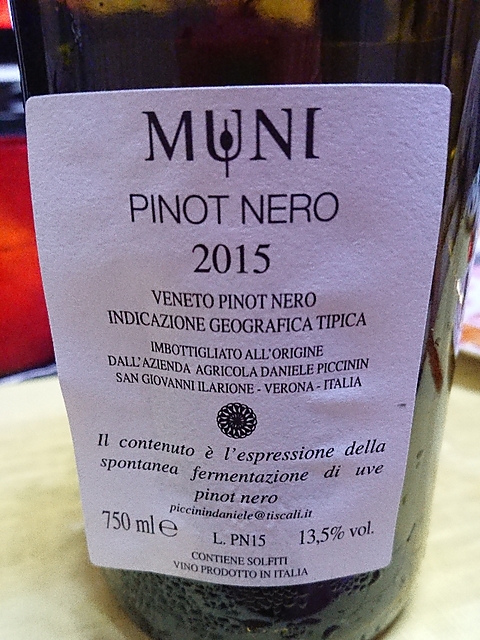 MUNI
PINOT NERO
2015
VENETO PINOT NERO
INDICAZIONE GEOGRAFICA TIPICA
IMBOTTIGLIATO ALL'ORIGINE
DALL'AZIENDA AGRICOLA DANIELE PICCININ
SAN GIOVANNI ILARIONE - VERONA - ITALIA
Il contenuto è l'espressione della
spontanea fermentazione di uve
pinot nero
piccinindaniele@tiscali.it
750 ml ℮ L. PN15 13,5% vol.
CONTIENE SOLFITI
VINO PRODOTTO IN ITALIA